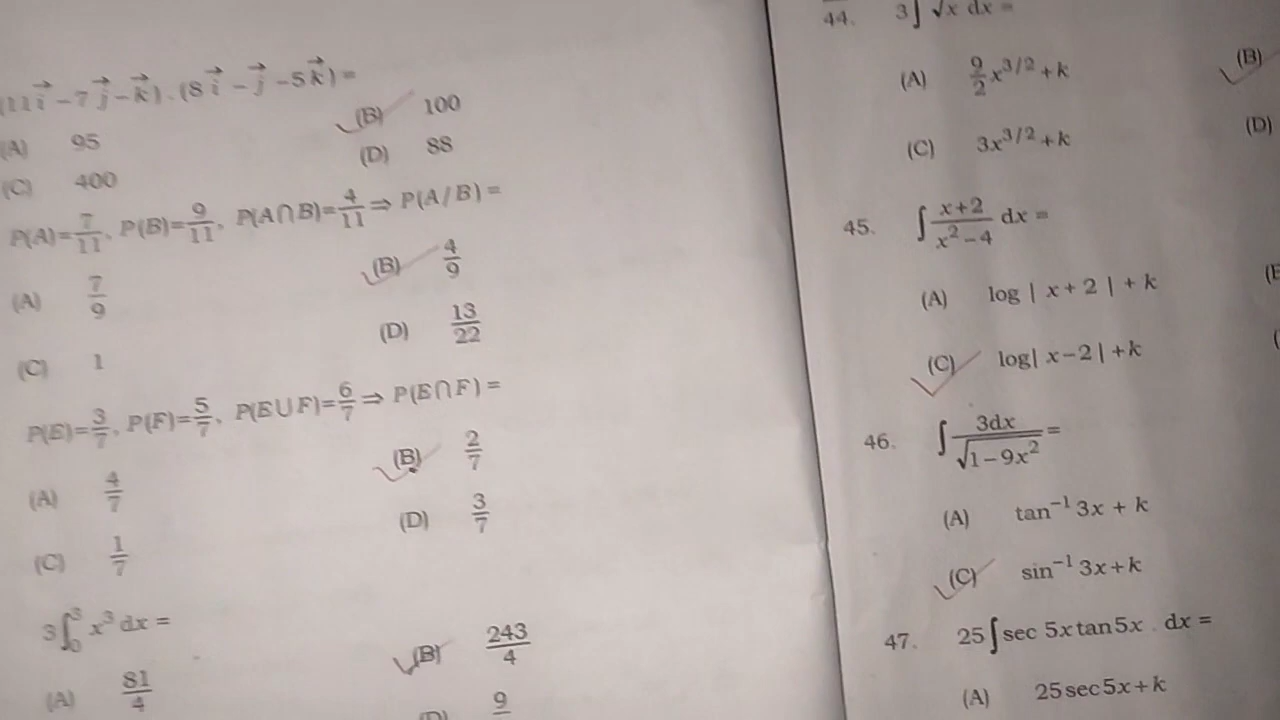 (11i⃗ − 7j⃗ − k⃗) . (8i⃗ − j⃗ − 5k⃗) =
(A) 95
(B) 100
(C) 400
(D) 88
P(A)=7/11, P(B)=9/11, P(A∩B)=4/11 ⇒ P(A/B) =
(A) 7/9
(B) 4/9
(C) 1
(D) 13/22
P(E)=3/7, P(F)=5/7, P(E∪F)=6/7 ⇒ P(E∩F) =
(A) 4/7
(B) 2/7
(C) 1/7
(D) 3/7
3∫₀³ x³ dx =
(A) 81/4
(B) 243/4
(D) 9
44. 3∫ √x dx =
(A) 9/2 x^3/2 + k
(B)
(C) 3x^3/2 + k
(D)
45. ∫ (x+2)/(x²−4) dx =
(A) log | x + 2 | + k
(C) log| x−2 | +k
46. ∫ 3dx/√(1−9x²) =
(A) tan⁻¹ 3x + k
(C) sin⁻¹ 3x+k
47. 25∫ sec 5x tan 5x . dx =
(A) 25 sec 5x + k